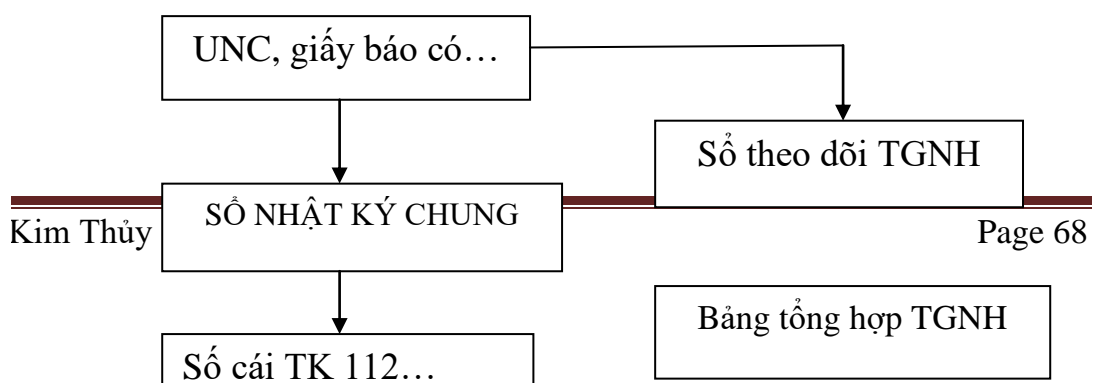 UNC, giấy báo có…
Sổ theo dõi TGNH
SỔ NHẬT KÝ CHUNG
Kim Thủy
Page 68
Bảng tổng hợp TGNH
Số cái TK 112…